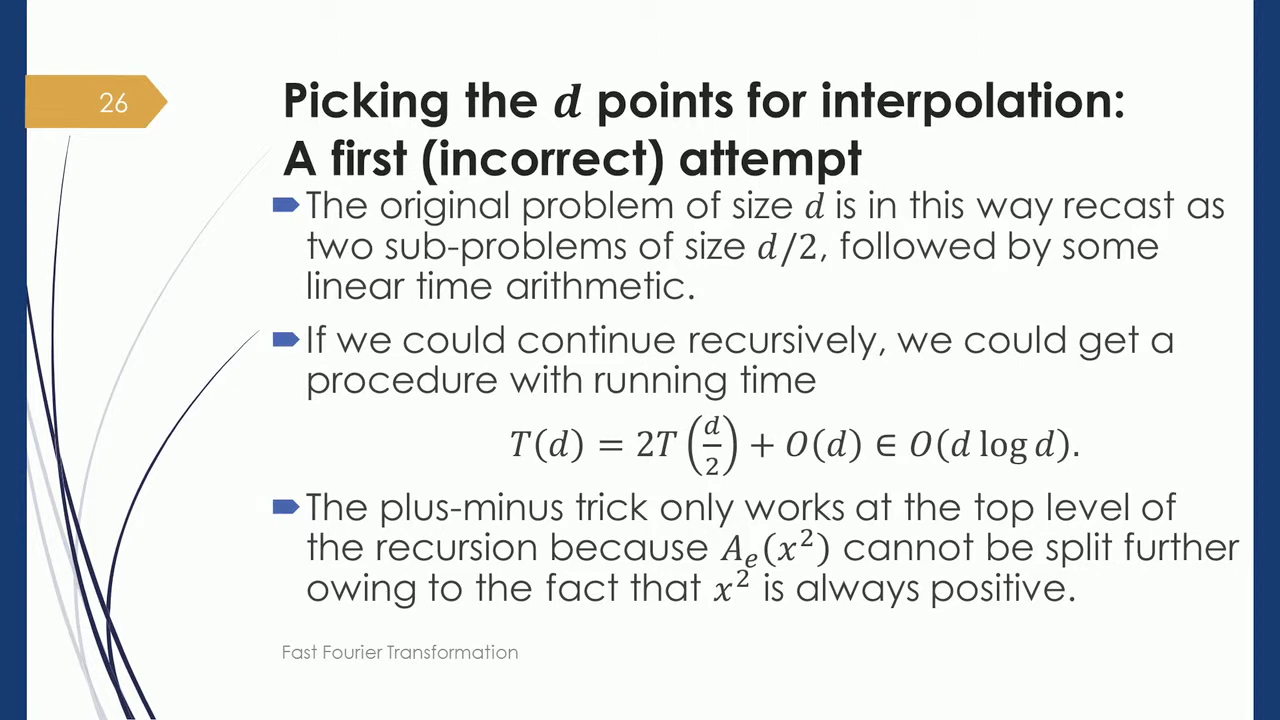 26
Picking the d points for interpolation:
A first (incorrect) attempt
The original problem of size d is in this way recast as
two sub-problems of size d/2, followed by some
linear time arithmetic.
If we could continue recursively, we could get a
procedure with running time
T(d) = 2T(d/2) + O(d) ∈ O(d log d).
The plus-minus trick only works at the top level of
the recursion because Aₑ(x²) cannot be split further
owing to the fact that x² is always positive.
Fast Fourier Transformation